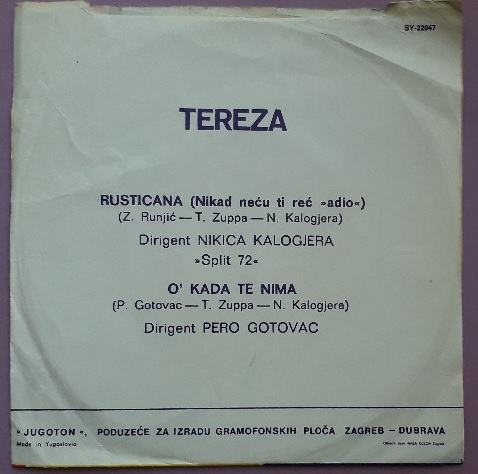 SY-22047
TEREZA
RUSTICANA (Nikad neću ti reć »adio«)
(Z. Runjić — T. Zuppa — N. Kalogjera)
Dirigent NIKICA KALOGJERA
»Split 72«
O' KADA TE NIMA
(P. Gotovac — T. Zuppa — N. Kalogjera)
Dirigent PERO GOTOVAC
»JUGOTON«, PODUZEĆE ZA IZRADU GRAMOFONSKIH PLOČA ZAGREB – DUBRAVA
Made in Yugoslavia